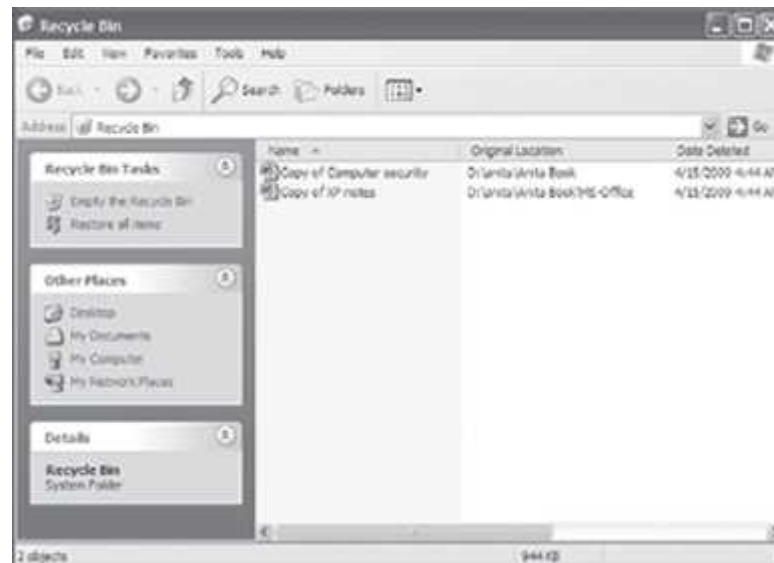 Recycle Bin
File Edit View Favorites Tools Help
Back Search Folders
Address Recycle Bin Go
Name Original Location Date Deleted
Copy of Computer security D:\anita\Anita Book 4/15/2009 4:44 AM
Copy of XP notes D:\anita\Anita Book\MS-Office 4/15/2009 4:44 AM
Recycle Bin Tasks
Empty the Recycle Bin
Restore all items
Other Places
Desktop
My Documents
My Computer
My Network Places
Details
Recycle Bin
System Folder
2 objects 944 KB